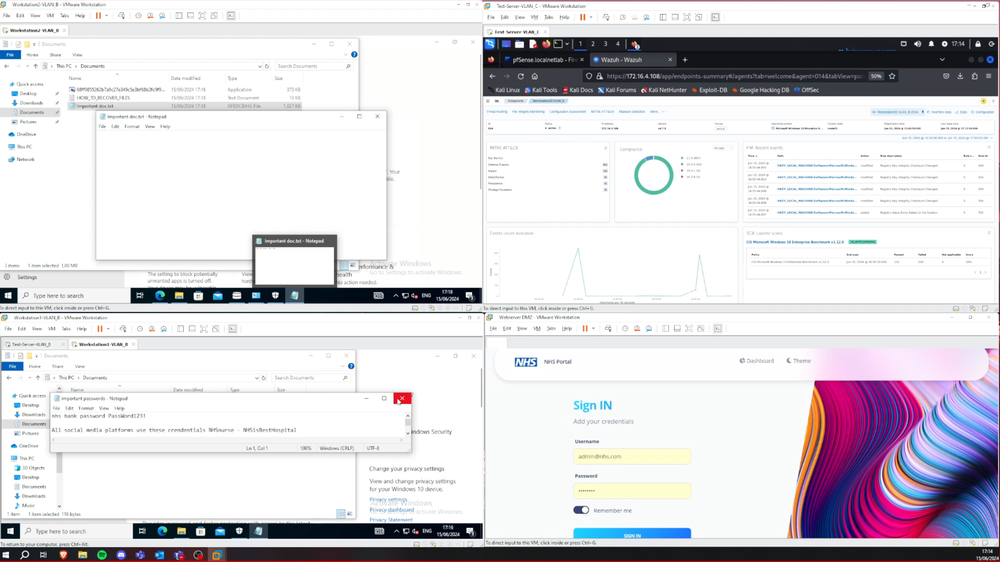 Workstation2-VLAN_B - VMware Workstation
File Edit View VM Tabs Help
Workstation2-VLAN_B
Documents
File Home Share View
This PC Documents
Search Documents
Name Date modified Type Size
68ff9855262b7a9c27e349c5e3bf68b2fc9f9... 15/06/2024 17:16 Application 373 KB
HOW_TO_RECOVER_FILES 15/06/2024 17:18 Text Document 10 KB
Important doc.txt 15/06/2024 17:18 GFEDCBIHG File 1.027 KB
Quick access
Desktop
Downloads
Documents
Pictures
OneDrive
This PC
Network
Important doc.txt - Notepad
File Edit Format View Help
Your
Important doc.txt - Notepad
3 items 1 item selected 1,00 MB
Settings
The setting to block potentially
unwanted apps is turned off.
View
erformance &
health
No action needed.
Activate Windows
Go to Settings to activate Windows.
Type here to search
ENG
17:18
15/06/2024
3
To direct input to this VM, click inside or press Ctrl+G.
Test-Server-VLAN_C - VMware Workstation
File Edit View VM Tabs Help
Test-Server-VLAN_C
1 2 3 4
2
17:14
pfSense.localnetlab - Fire
Wazuh - Wazuh
https://172.16.4.108/app/endpoints-summary#/agents?tab=welcome&agent=014&tabView=pan
50%
Kali Linux Kali Tools Kali Docs Kali Forums Kali NetHunter Exploit-DB Google Hacking DB OffSec
W. Endpoints Workstation02-VLAN_B
Threat Hunting File Integrity Monitoring Configuration Assessment MITRE ATT&CK Malware Detection More...
Workstation02-VLAN_B (014) Inventory data Stats Configuration
ID Status IP address Version Groups Operating system Cluster node Registration date Last keep alive
014 active 172.16.3.109 v4.7.5 default Microsoft Windows 10 Education N ... node01 Jun 11, 2024 @ 11:43:53.000 Jun 15, 2024 @ 17:12:16.000
Jun 15, 2024 @ 16:30:00.000 to Jun 15, 2024 @ 17:00:00.000
MITRE ATT&CK
Top Tactics
Defense Evasion
Impact
Initial Access
Persistence
Privilege Escalation
Compliance
PCI DSS
11.5 (807)
10.2.5 (62)
10.6.1 (3)
10.2.6 (1)
FIM: Recent events
Time Path Action Rule description Rule L... Rule Id
Jun 15, 2024 @ 16:55:44.855 HKEY_LOCAL_MACHINE\Software\Microsoft\Windo... modified Registry Key Integrity Checksum Changed 5 594
Jun 15, 2024 @ 16:55:44.813 HKEY_LOCAL_MACHINE\Software\Microsoft\Windo... modified Registry Key Integrity Checksum Changed 5 594
Jun 15, 2024 @ 16:55:44.808 HKEY_LOCAL_MACHINE\Software\Microsoft\Windo... modified Registry Key Integrity Checksum Changed 5 594
Jun 15, 2024 @ 16:55:44.808 HKEY_LOCAL_MACHINE\Software\Microsoft\Windo... modified Registry Key Integrity Checksum Changed 5 594
Jun 15, 2024 @ 16:55:44.807 HKEY_LOCAL_MACHINE\Software\Microsoft\Windo... added Registry Value Entry Added to the System 5 752
Events count evolution
Count
timestamp per 30 seconds
SCA: Lastest scans
CIS Microsoft Windows 10 Enterprise Benchmark v1.12.0 cis_win10_enterprise
Policy End scan Passed Failed Not applicable Score
CIS Microsoft Windows 10 Enterprise Benchmark v1.12.0 Jun 15, 2024 @ 16:55:30.000 131 259 4 33%
1
To direct input to this VM, click inside or press Ctrl+G.
Workstation1-VLAN_B - VMware Workstation
File Edit View VM Tabs Help
Test-Server-VLAN_B
Workstation1-VLAN_B
Documents
File Home Share View
This PC Documents
Search Documents
Name Date modified Type Size
Quick access
Desktop
Downloads
Documents
Pictures
OneDrive
This PC
3D Objects
Desktop
Documents
Downloads
Music
important passwords - Notepad
File Edit Format View Help
nhs bank password PassWord123!
All social media platforms use these crendentials NHSnurse - NHSisBestHospital
Ln 1, Col 1 100% Windows (CRLF) UTF-8
indows Security
Change your privacy settings
View and change privacy settings
for your Windows 10 device.
Privacy settings
Privacy dashboard
Privacy Statement
Activate Windows
Go to Settings to activate Windows.
1 item 1 item selected 116 bytes
Type here to search
ENG
17:16
15/06/2024
3
To return to your computer, press Ctrl+Alt.
Webserver DMZ - VMware Workstation
File Edit View VM Tabs Help
NHS NHS Portal
Dashboard Theme
Sign IN
Add your credentials
Username
admin@nhs.com
Password
••••••••
Remember me
SIGN IN
To direct input to this VM, click inside or press Ctrl+G.
17:14
15/06/2024